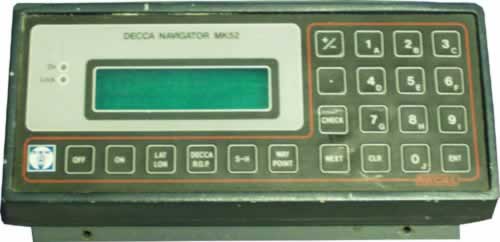 DECCA NAVIGATOR MK52
+/- 1A 2B 3C
On
Lock
. 4D 5E 6F
CHECK 7G 8H 9I
OFF ON LAT LON DECCA P.O.P. S-H WAY POINT NEXT CLR 0J ENT
DECCA